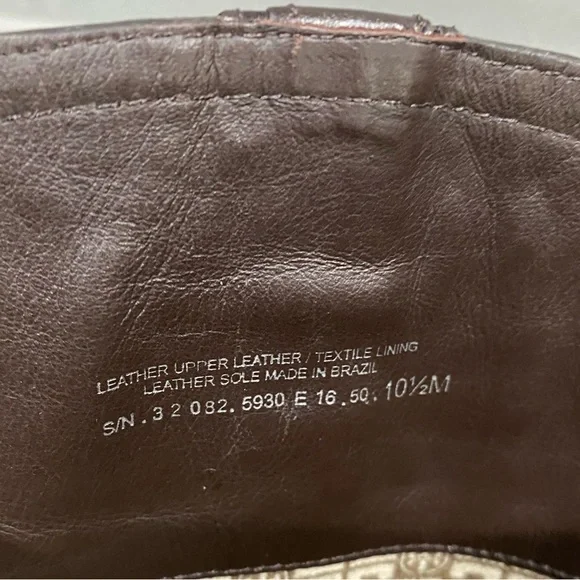 LEATHER UPPER LEATHER / TEXTILE LINING
LEATHER SOLE MADE IN BRAZIL
S/N . 3 2 082. 5930 E 16 .50. 10½M